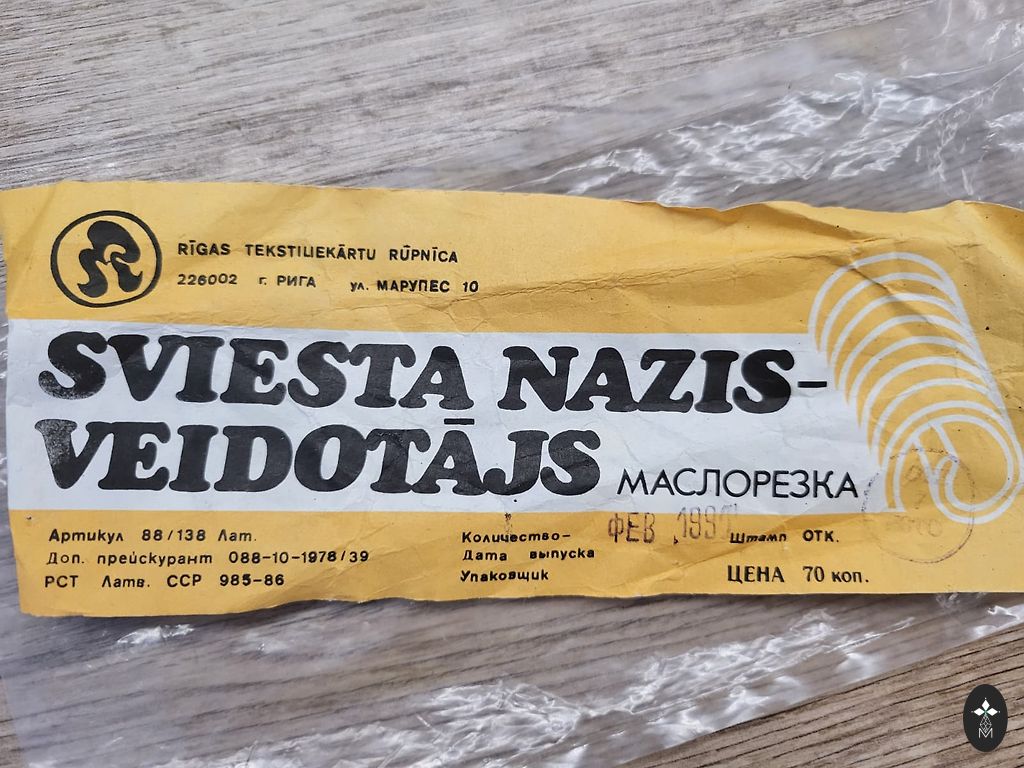 RĪGAS TEKSTILIEKĀRTU RŪPNĪCA
226002 г. РИГА ул. МАРУПЕС 10
SVIESTA NAZIS-
VEIDOTĀJS МАСЛОРЕЗКА
Артикул 88/138 Лат.
Доп. прейскурант 088-10-1978/39
РСТ Латв. ССР 985-86
Количество-
Дата выпуска
Упаковщик
ФЕВ
Штамп ОТК.
ЦЕНА 70 коп.
M